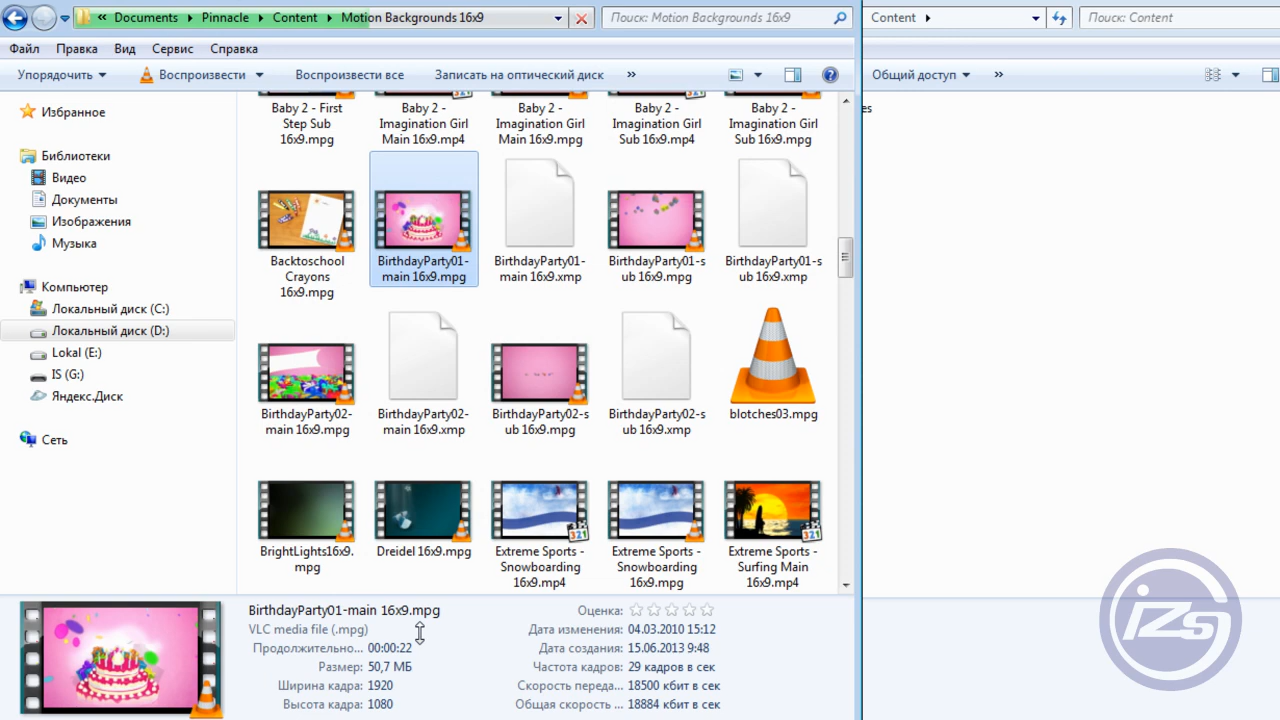 « Documents ▸ Pinnacle ▸ Content ▸ Motion Backgrounds 16x9
Поиск: Motion Backgrounds 16x9
Content ▸
Поиск: Content
Файл Правка Вид Сервис Справка
Упорядочить Воспроизвести Воспроизвести все Записать на оптический диск »
Общий доступ »
Избранное
Библиотеки
Видео
Документы
Изображения
Музыка
Компьютер
Локальный диск (C:)
Локальный диск (D:)
Lokal (E:)
IS (G:)
Яндекс.Диск
Сеть
Baby 2 - First
Step Sub
16x9.mpg
Baby 2 -
Imagination Girl
Main 16x9.mp4
Baby 2 -
Imagination Girl
Main 16x9.mpg
Baby 2 -
Imagination Girl
Sub 16x9.mp4
Baby 2 -
Imagination Girl
Sub 16x9.mpg
es
Backtoschool
Crayons
16x9.mpg
BirthdayParty01-
main 16x9.mpg
BirthdayParty01-
main 16x9.xmp
BirthdayParty01-s
ub 16x9.mpg
BirthdayParty01-s
ub 16x9.xmp
BirthdayParty02-
main 16x9.mpg
BirthdayParty02-
main 16x9.xmp
BirthdayParty02-s
ub 16x9.mpg
BirthdayParty02-s
ub 16x9.xmp
blotches03.mpg
BrightLights16x9.
mpg
Dreidel 16x9.mpg
Extreme Sports -
Snowboarding
16x9.mp4
Extreme Sports -
Snowboarding
16x9.mpg
Extreme Sports -
Surfing Main
16x9.mp4
BirthdayParty01-main 16x9.mpg
VLC media file (.mpg)
Продолжительно... 00:00:22
Размер: 50,7 МБ
Ширина кадра: 1920
Высота кадра: 1080
Оценка:
Дата изменения: 04.03.2010 15:12
Дата создания: 15.06.2013 9:48
Частота кадров: 29 кадров в сек
Скорость переда... 18500 кбит в сек
Общая скорость ... 18884 кбит в сек
izs